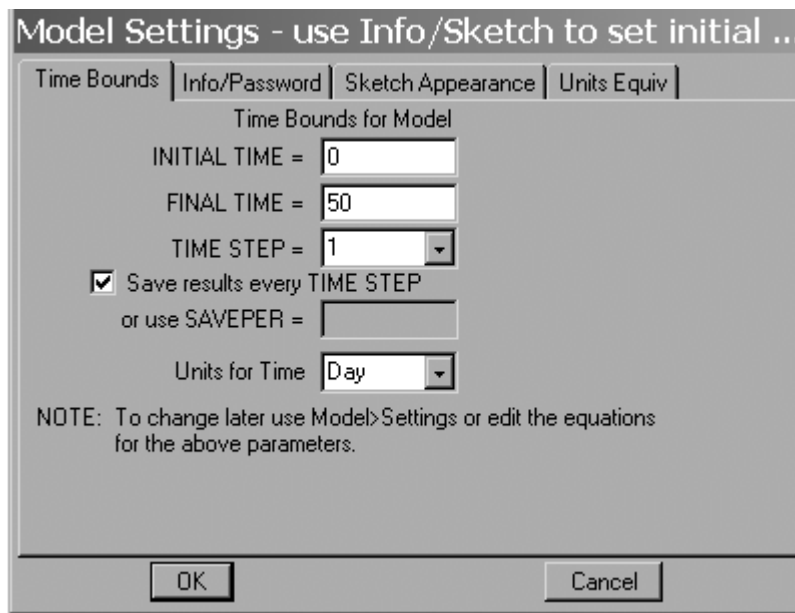 Model Settings - use Info/Sketch to set initial ...
Time Bounds Info/Password Sketch Appearance Units Equiv
Time Bounds for Model
INITIAL TIME = 0
FINAL TIME = 50
TIME STEP = 1
Save results every TIME STEP
or use SAVEPER =
Units for Time Day
NOTE: To change later use Model>Settings or edit the equations
for the above parameters.
OK Cancel